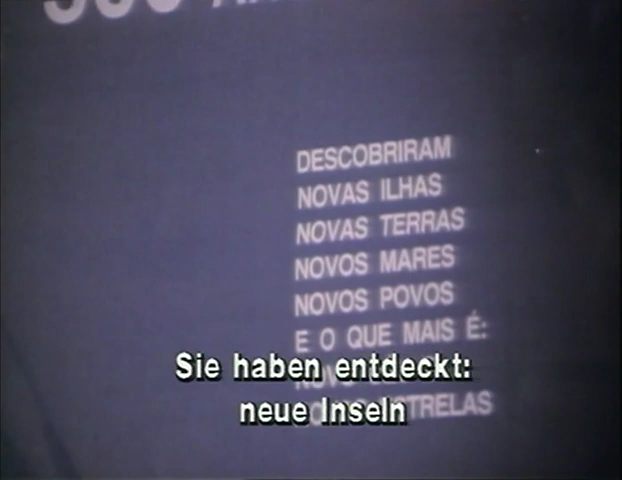 DESCOBRIRAM
NOVAS ILHAS
NOVAS TERRAS
NOVOS MARES
NOVOS POVOS
E O QUE MAIS É:
Sie haben entdeckt:
neue Inseln